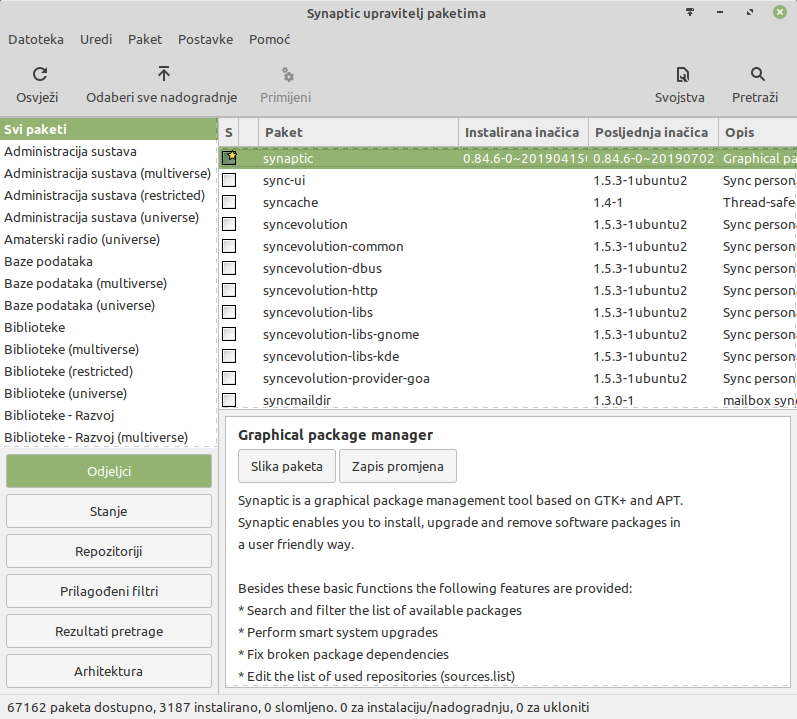 Synaptic upravitelj paketima
Datoteka Uredi Paket Postavke Pomoć
Osvježi Odaberi sve nadogradnje Primijeni Svojstva Pretraži
Svi paketi
Administracija sustava
Administracija sustava (multiverse)
Administracija sustava (restricted)
Administracija sustava (universe)
Amaterski radio (universe)
Baze podataka
Baze podataka (multiverse)
Baze podataka (universe)
Biblioteke
Biblioteke (multiverse)
Biblioteke (restricted)
Biblioteke (universe)
Biblioteke - Razvoj
Biblioteke - Razvoj (multiverse)
Odjeljci
Stanje
Repozitoriji
Prilagođeni filtri
Rezultati pretrage
Arhitektura
S Paket Instalirana inačica Posljednja inačica Opis
synaptic 0.84.6-0~20190415 0.84.6-0~20190702 Graphical pa
sync-ui 1.5.3-1ubuntu2 Sync person
syncache 1.4-1 Thread-safe
syncevolution 1.5.3-1ubuntu2 Sync person
syncevolution-common 1.5.3-1ubuntu2 Sync person
syncevolution-dbus 1.5.3-1ubuntu2 Sync person
syncevolution-http 1.5.3-1ubuntu2 Sync person
syncevolution-libs 1.5.3-1ubuntu2 Sync person
syncevolution-libs-gnome 1.5.3-1ubuntu2 Sync person
syncevolution-libs-kde 1.5.3-1ubuntu2 Sync person
syncevolution-provider-goa 1.5.3-1ubuntu2 Sync person
syncmaildir 1.3.0-1 mailbox syn
Graphical package manager
Slika paketa Zapis promjena
Synaptic is a graphical package management tool based on GTK+ and APT.
Synaptic enables you to install, upgrade and remove software packages in
a user friendly way.
Besides these basic functions the following features are provided:
* Search and filter the list of available packages
* Perform smart system upgrades
* Fix broken package dependencies
* Edit the list of used repositories (sources.list)
67162 paketa dostupno, 3187 instalirano, 0 slomljeno. 0 za instalaciju/nadogradnju, 0 za ukloniti